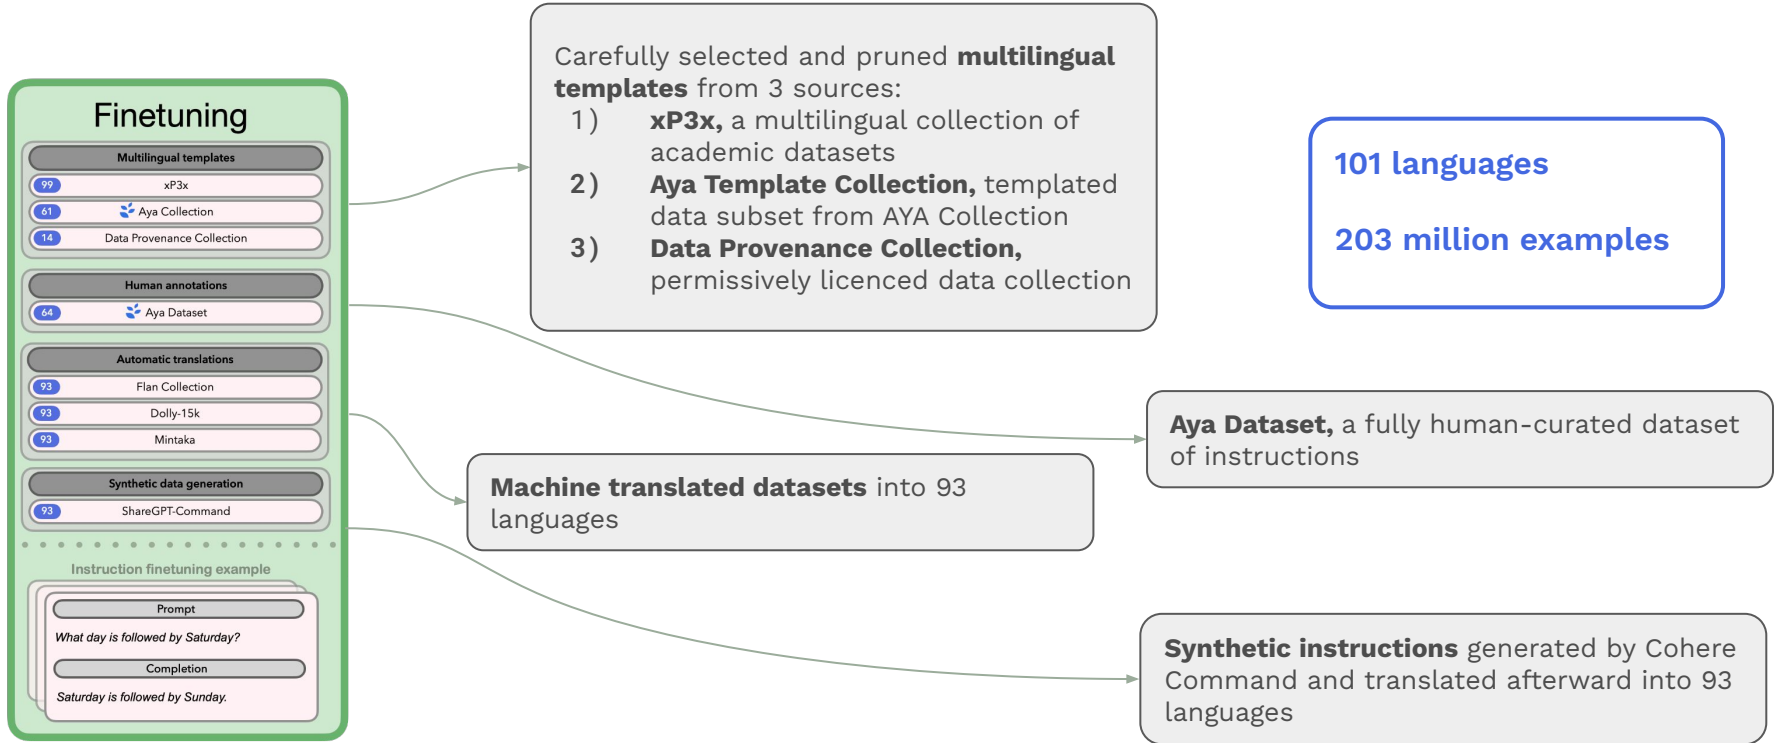 Finetuning
Multilingual templates
99 xP3x
61 Aya Collection
14 Data Provenance Collection
Human annotations
64 Aya Dataset
Automatic translations
93 Flan Collection
93 Dolly-15k
93 Mintaka
Synthetic data generation
93 ShareGPT-Command
Instruction finetuning example
Prompt
What day is followed by Saturday?
Completion
Saturday is followed by Sunday.
Carefully selected and pruned multilingual
templates from 3 sources:
1) xP3x, a multilingual collection of
academic datasets
2) Aya Template Collection, templated
data subset from AYA Collection
3) Data Provenance Collection,
permissively licenced data collection
101 languages
203 million examples
Aya Dataset, a fully human-curated dataset
of instructions
Machine translated datasets into 93
languages
Synthetic instructions generated by Cohere
Command and translated afterward into 93
languages